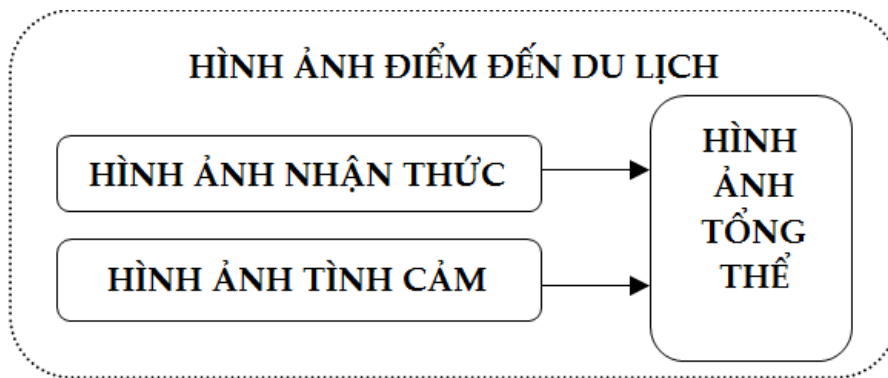 HÌNH ẢNH ĐIỂM ĐẾN DU LỊCH
HÌNH ẢNH NHẬN THỨC
HÌNH ẢNH TÌNH CẢM
HÌNH
ẢNH
TỔNG
THỂ